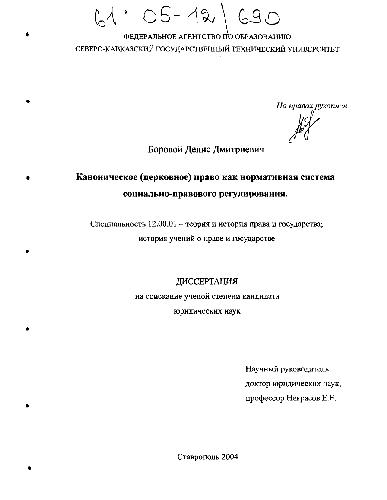 61:05-12/690
ФЕДЕРАЛЬНОЕ АГЕНТСТВО ПО ОБРАЗОВАНИЮ
СЕВЕРО-КАВКАЗСКИЙ ГОСУДАРСТВЕННЫЙ ТЕХНИЧЕСКИЙ УНИВЕРСИТЕТ
На правах рукописи
Боровой Денис Дмитриевич
Каноническое (церковное) право как нормативная система
социально-правового регулирования.
Специальность 12.00.01 – теория и история права и государства;
история учений о праве и государстве
ДИССЕРТАЦИЯ
на соискание ученой степени кандидата
юридических наук
Научный руководитель
доктор юридических наук,
профессор Некрасов Е.Е.
Ставрополь 2004